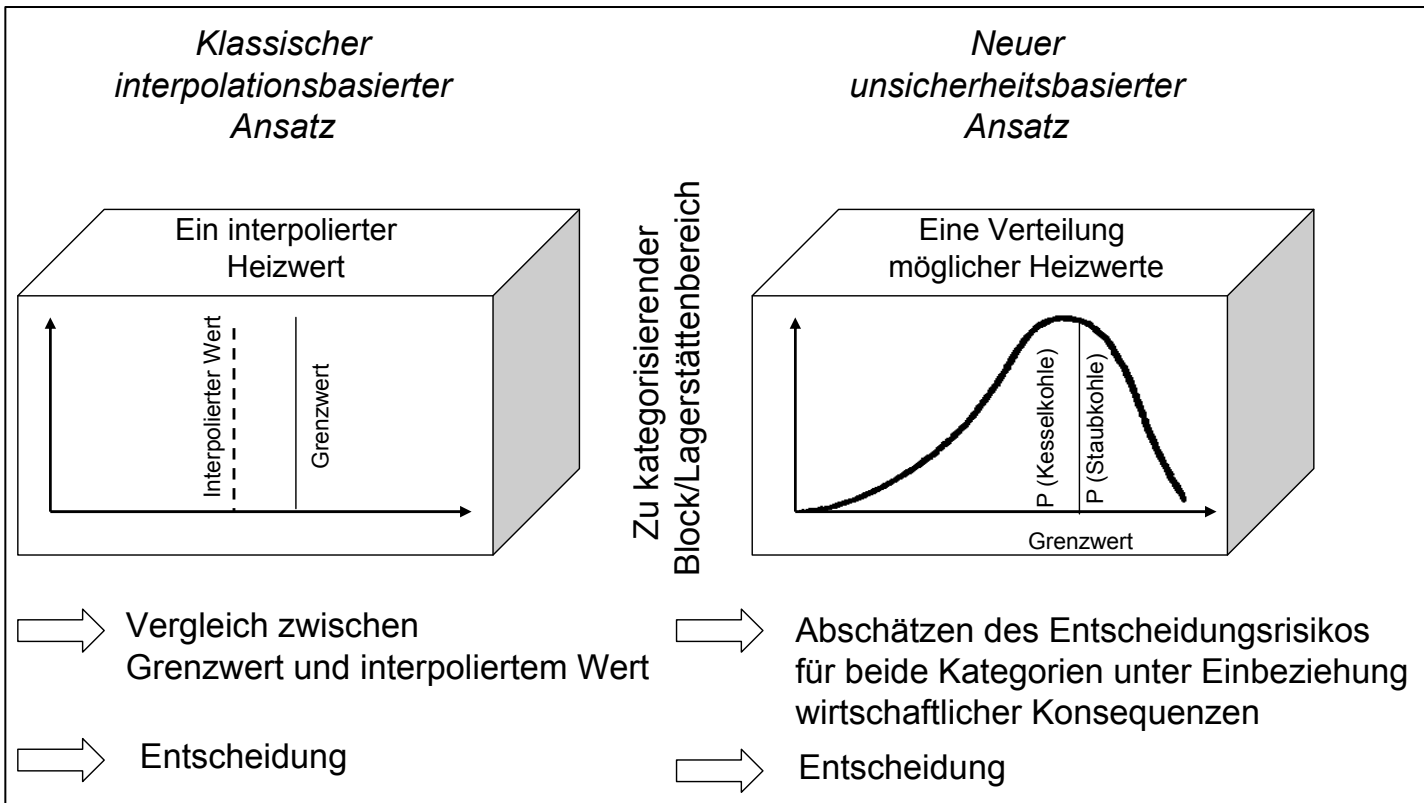 Klassischer
interpolationsbasierter
Ansatz
Ein interpolierter
Heizwert
Interpolierter Wert
Grenzwert
Vergleich zwischen
Grenzwert und interpoliertem Wert
Entscheidung
Zu kategorisierender
Block/Lagerstättenbereich
Neuer
unsicherheitsbasierter
Ansatz
Eine Verteilung
möglicher Heizwerte
P (Kesselkohle)
P (Staubkohle)
Grenzwert
Abschätzen des Entscheidungsrisikos
für beide Kategorien unter Einbeziehung
wirtschaftlicher Konsequenzen
Entscheidung